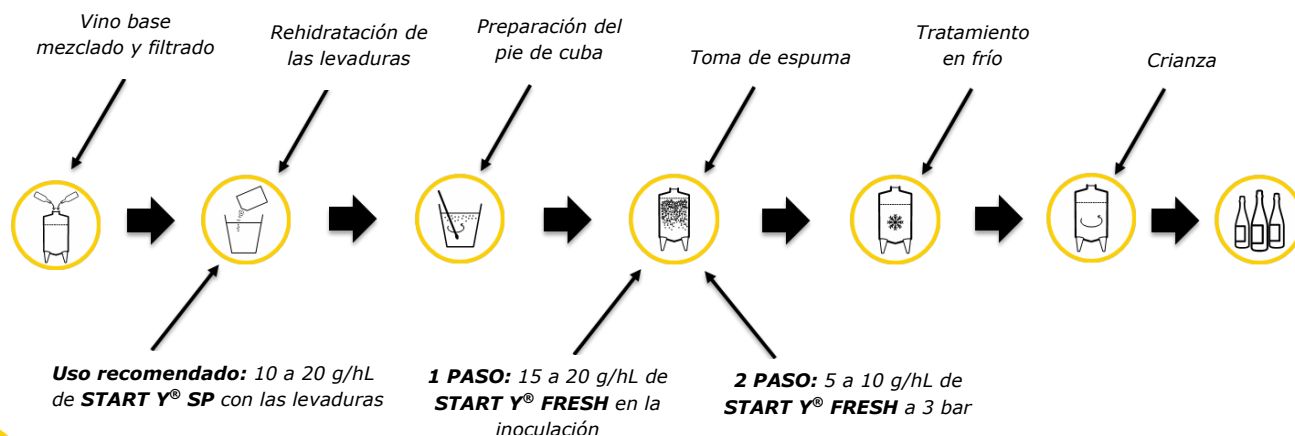 Vino base
mezclado y filtrado
Rehidratación de
las levaduras
Preparación del
pie de cuba
Toma de espuma
Tratamiento
en frío
Crianza
Uso recomendado: 10 a 20 g/hL
de START Y® SP con las levaduras
1 PASO: 15 a 20 g/hL de
START Y® FRESH en la
inoculación
2 PASO: 5 a 10 g/hL de
START Y® FRESH a 3 bar